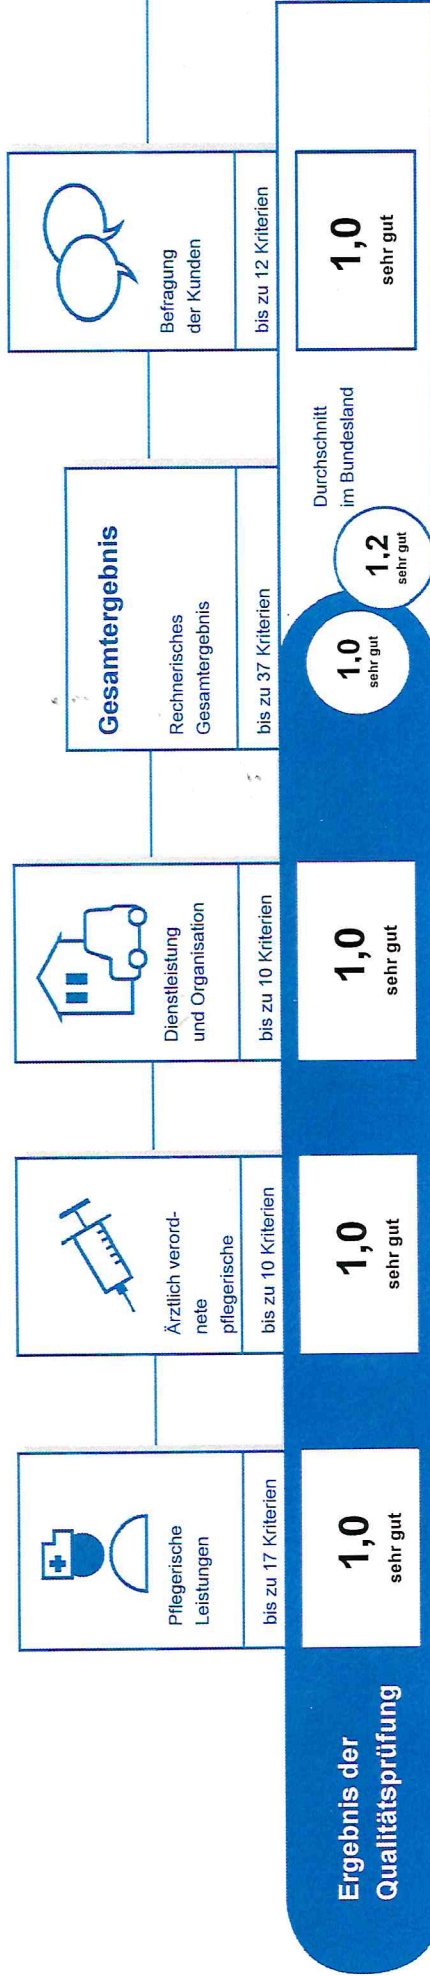 Pflegerische
Leistungen
bis zu 17 Kriterien
Ärztlich verord-
nete
pflegerische
bis zu 10 Kriterien
Dienstleistung
und Organisation
bis zu 10 Kriterien
Gesamtergebnis
Rechnerisches
Gesamtergebnis
bis zu 37 Kriterien
Befragung
der Kunden
bis zu 12 Kriterien
Ergebnis der
Qualitätsprüfung
1,0
sehr gut
1,0
sehr gut
1,0
sehr gut
1,0
sehr gut
1,2
sehr gut
Durchschnitt
im Bundesland
1,0
sehr gut